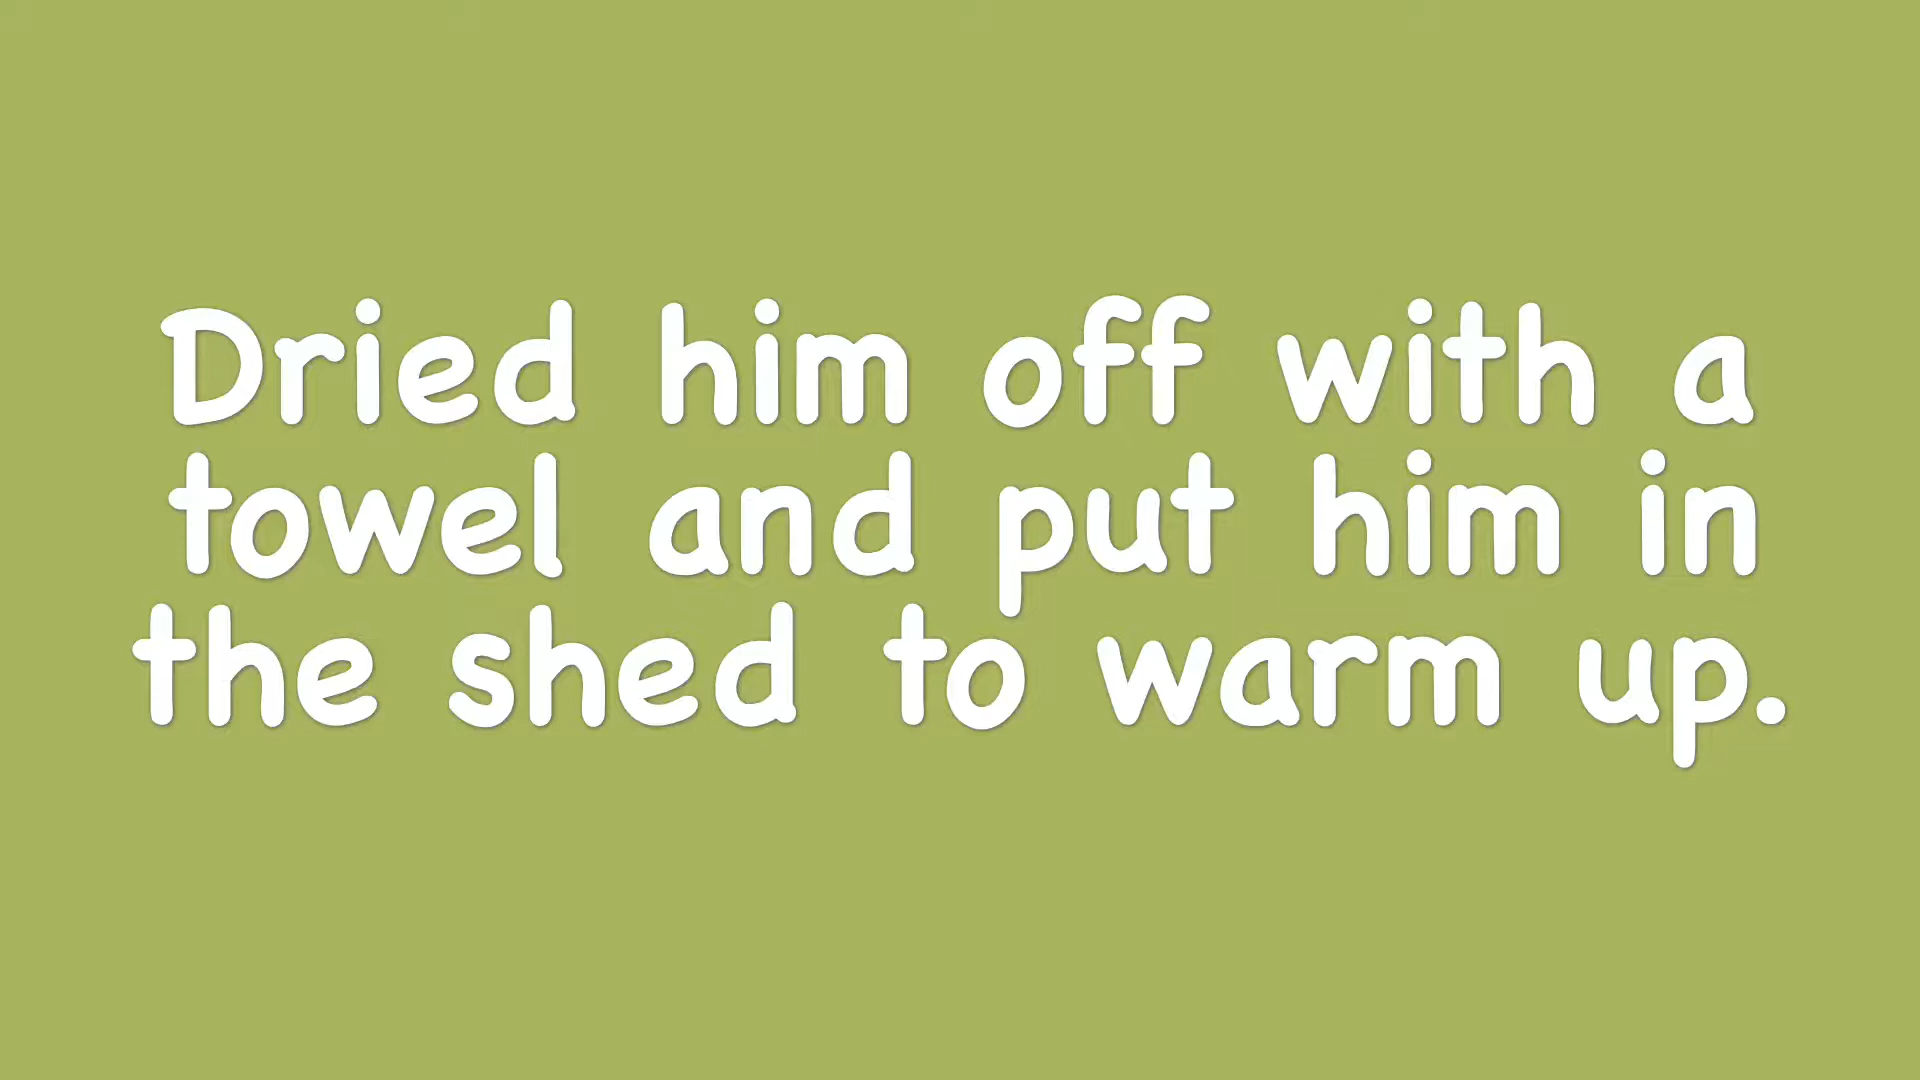 Dried him off with a
towel and put him in
the shed to warm up.